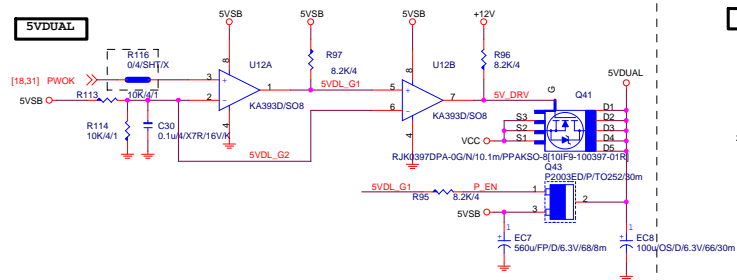 5VDUAL
5VSB
5VSB
5VSB
+12V
R116
0/4/SHT/X
U12A
R97
8.2K/4
U12B
R96
8.2K/4
8
8
[18,31] PWOK
3
+
1
5VDL_G1
5
+
7
5V_DRV
G
5VDUAL
5VSB
R113
10K/4/1
2
-
6
-
Q41
KA393D/SO8
KA393D/SO8
4
4
S3
S2
S1
D1
D2
D3
D4
D5
R114
10K/4/1
C30
0.1u/4/X7R/16V/K
5VDL_G2
VCC
RJK0397DPA-0G/N/10.1m/PPAKSO-8[10IF9-100397-01R]
Q43
P2003ED/P/TO252/30m
5VDL_G1
P_EN
1
R95
8.2K/4
2
5VSB
3
1
+
EC7
560u/FP/D/6.3V/68/8m
1
+
EC8
100u/OS/D/6.3V/66/30m